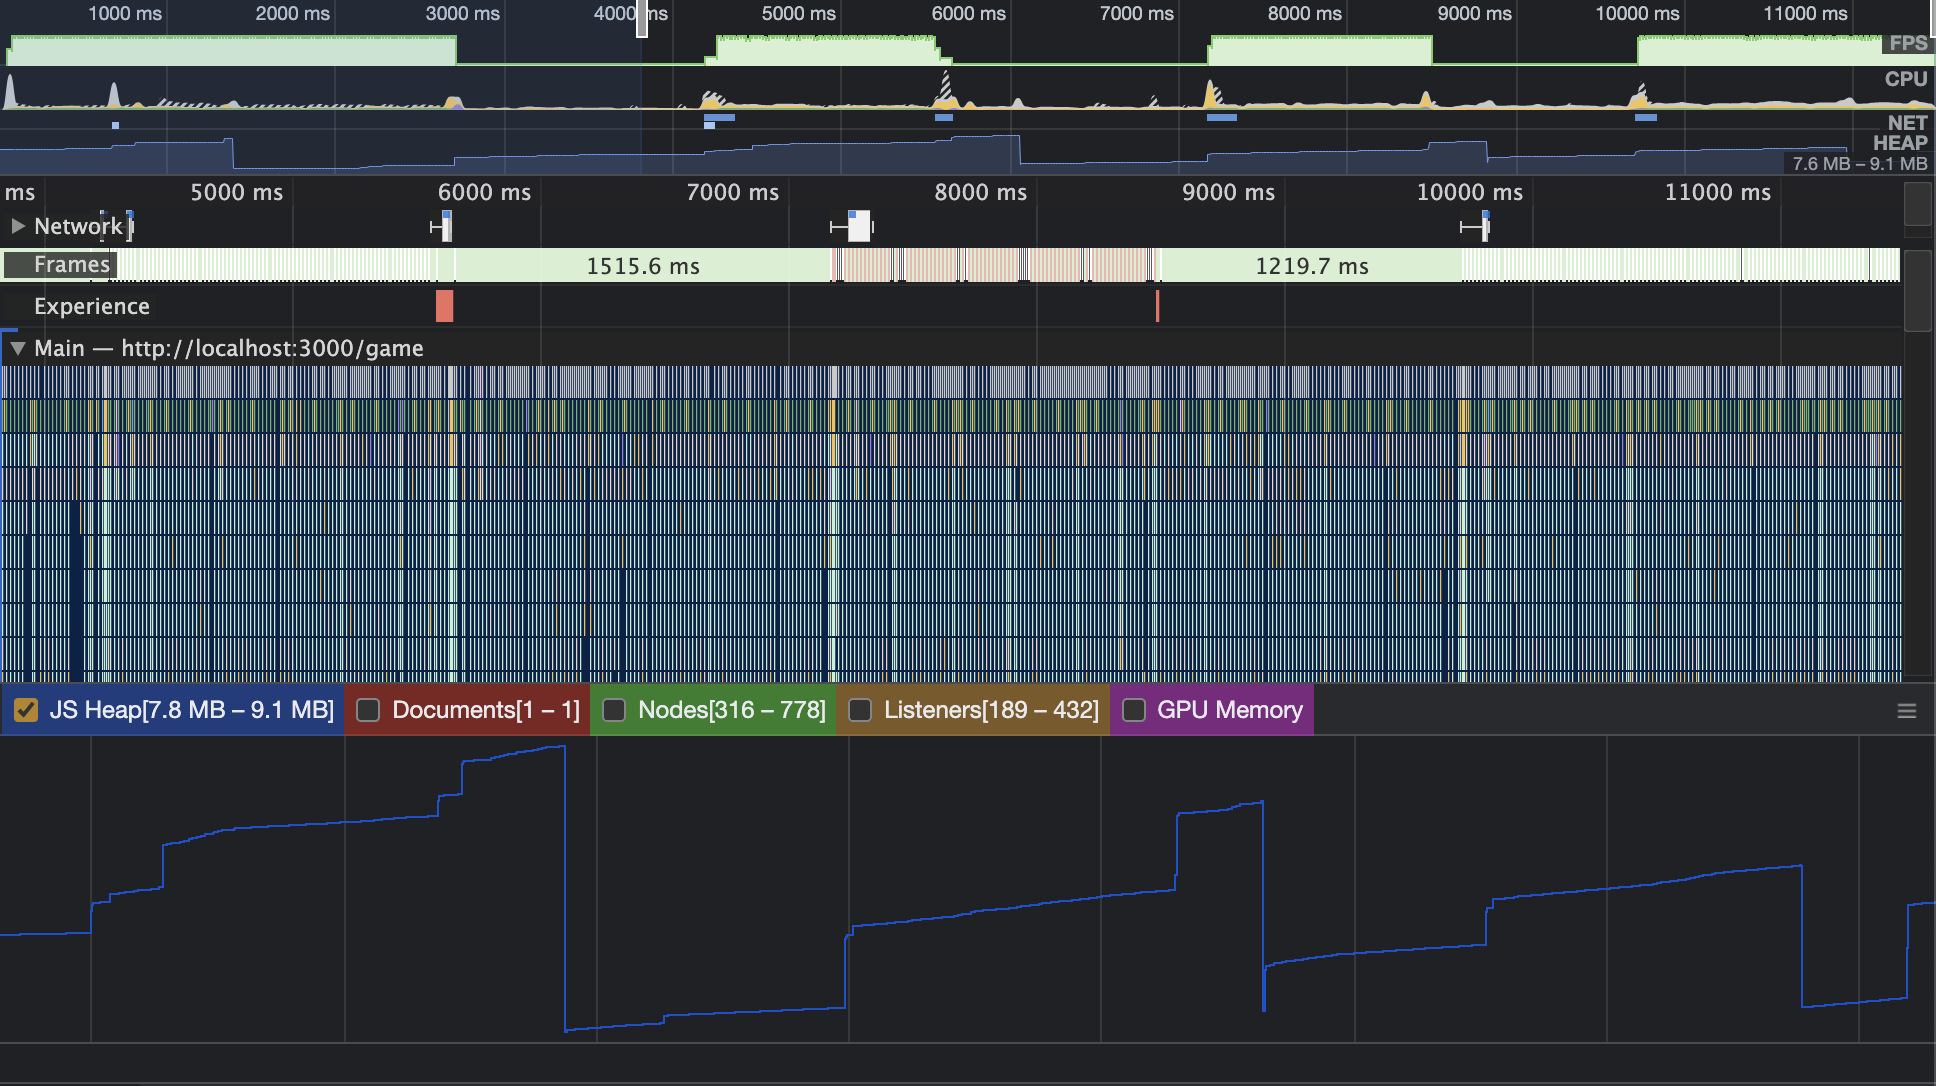 1000 ms 2000 ms 3000 ms 4000 ms 5000 ms 6000 ms 7000 ms 8000 ms 9000 ms 10000 ms 11000 ms
FPS
CPU
NET
HEAP
7.6 MB – 9.1 MB
ms 5000 ms 6000 ms 7000 ms 8000 ms 9000 ms 10000 ms 11000 ms
Network
Frames 1515.6 ms 1219.7 ms
Experience
Main — http://localhost:3000/game
JS Heap[7.8 MB – 9.1 MB] Documents[1 – 1] Nodes[316 – 778] Listeners[189 – 432] GPU Memory